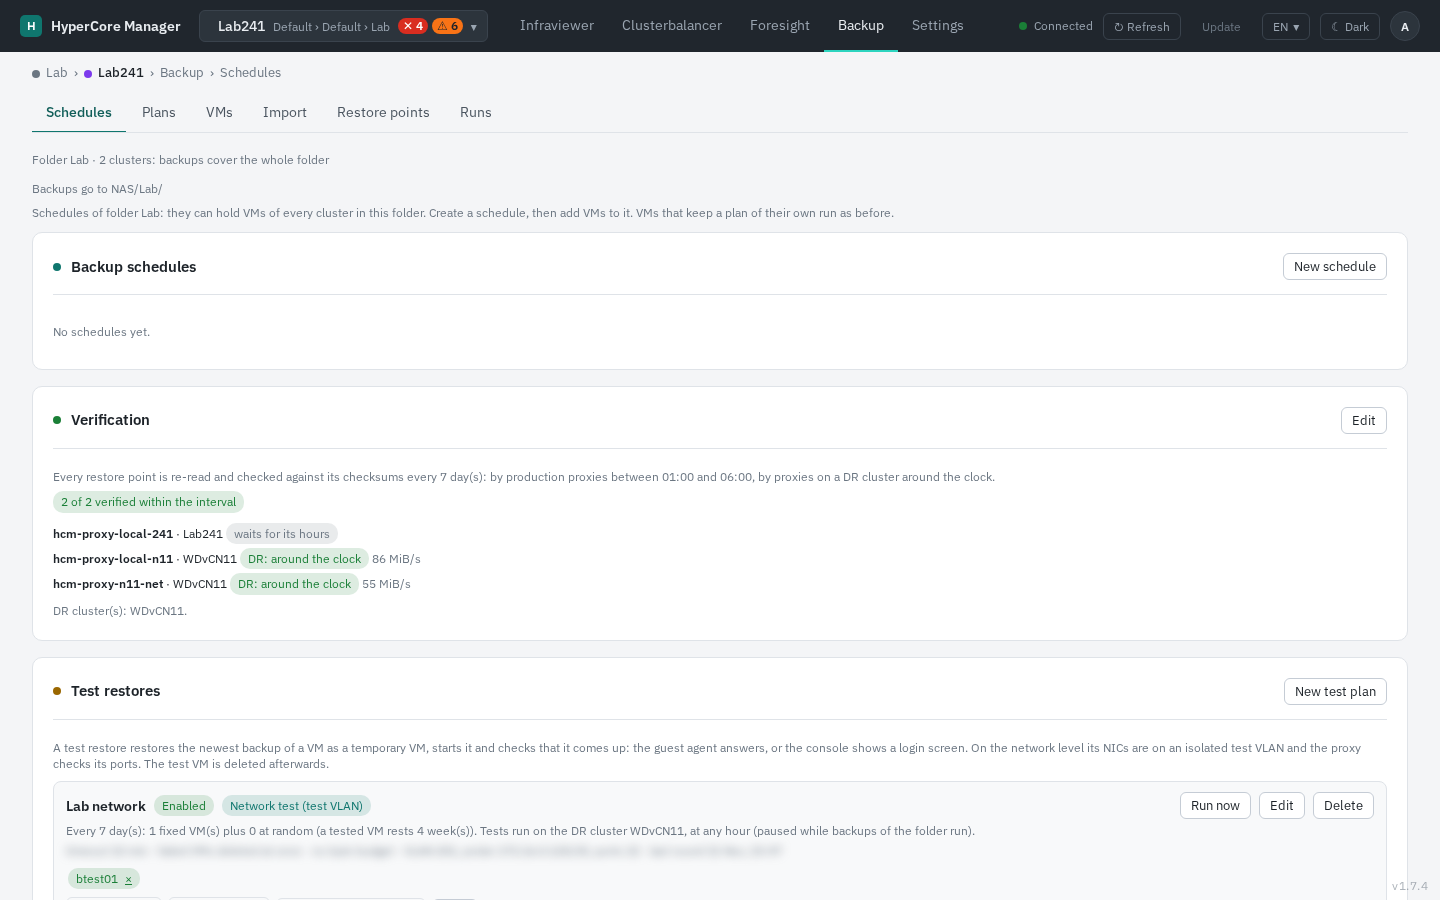 H HyperCore Manager Lab241 Default › Default › Lab ✕ 4 ⚠ 6 ▾ Infraviewer Clusterbalancer Foresight Backup Settings Connected ↻ Refresh Update EN ▾ ☾ Dark A
Lab › Lab241 › Backup › Schedules
Schedules Plans VMs Import Restore points Runs
Folder Lab · 2 clusters: backups cover the whole folder
Backups go to NAS/Lab/
Schedules of folder Lab: they can hold VMs of every cluster in this folder. Create a schedule, then add VMs to it. VMs that keep a plan of their own run as before.
Backup schedules New schedule
No schedules yet.
Verification Edit
Every restore point is re-read and checked against its checksums every 7 day(s): by production proxies between 01:00 and 06:00, by proxies on a DR cluster around the clock.
2 of 2 verified within the interval
hcm-proxy-local-241 · Lab241 waits for its hours
hcm-proxy-local-n11 · WDvCN11 DR: around the clock 86 MiB/s
hcm-proxy-n11-net · WDvCN11 DR: around the clock 55 MiB/s
DR cluster(s): WDvCN11.
Test restores New test plan
A test restore restores the newest backup of a VM as a temporary VM, starts it and checks that it comes up: the guest agent answers, or the console shows a login screen. On the network level its NICs are on an isolated test VLAN and the proxy
checks its ports. The test VM is deleted afterwards.
Lab network Enabled Network test (test VLAN) Run now Edit Delete
Every 7 day(s): 1 fixed VM(s) plus 0 at random (a tested VM rests 4 week(s)). Tests run on the DR cluster WDvCN11, at any hour (paused while backups of the folder run).
btest01 ×
v1.7.4